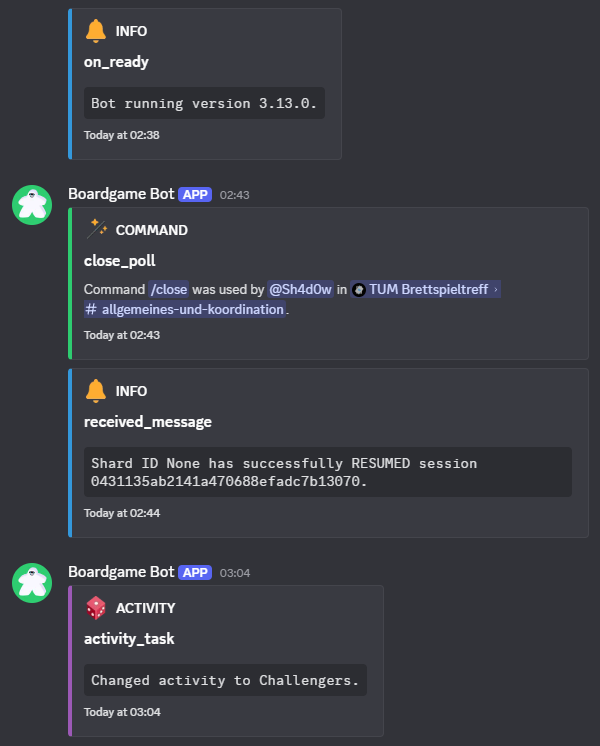 INFO
on_ready
Bot running version 3.13.0.
Today at 02:38
Boardgame Bot APP 02:43
COMMAND
close_poll
Command /close was used by @Sh4d0w in TUM Brettspieltreff ›
# allgemeines-und-koordination.
Today at 02:43
INFO
received_message
Shard ID None has successfully RESUMED session
0431135ab2141a470688efadc7b13070.
Today at 02:44
Boardgame Bot APP 03:04
ACTIVITY
activity_task
Changed activity to Challengers.
Today at 03:04